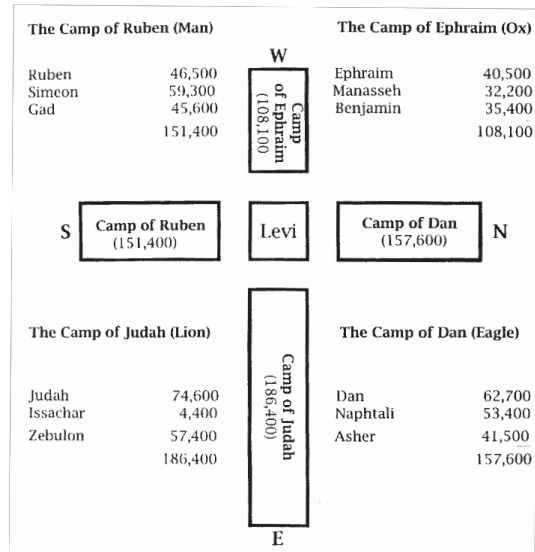 The Camp of Ruben (Man)
Ruben 46,500
Simeon 59,300
Gad 45,600
151,400
The Camp of Ephraim (Ox)
Ephraim 40,500
Manasseh 32,200
Benjamin 35,400
108,100
W
Camp
of Ephraim
(108,100
S
Camp of Ruben
(151,400)
Levi
Camp of Dan
(157,600)
N
The Camp of Judah (Lion)
Judah 74,600
Issachar 4,400
Zebulon 57,400
186,400
Camp of Judah
(186,400)
The Camp of Dan (Eagle)
Dan 62,700
Naphtali 53,400
Asher 41,500
157,600
E